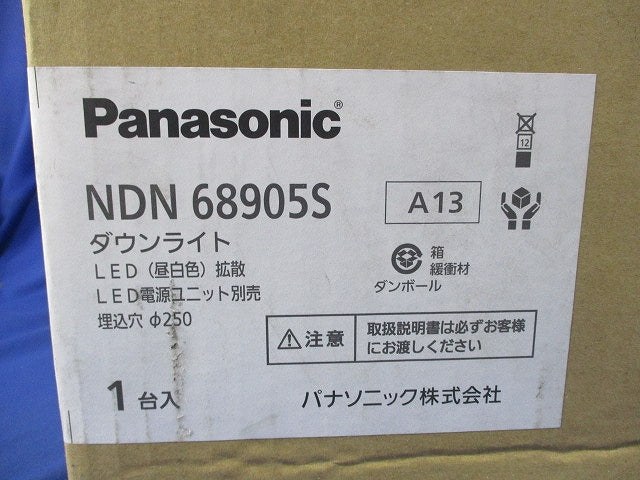 Panasonic®
NDN 68905S
A13
12
ダウンライト
LED（昼白色）拡散
LED電源ユニット別売
埋込穴 φ250
箱
緩衝材
ダンボール
注意
取扱説明書は必ずお客様
にお渡しください
1台入
パナソニック株式会社